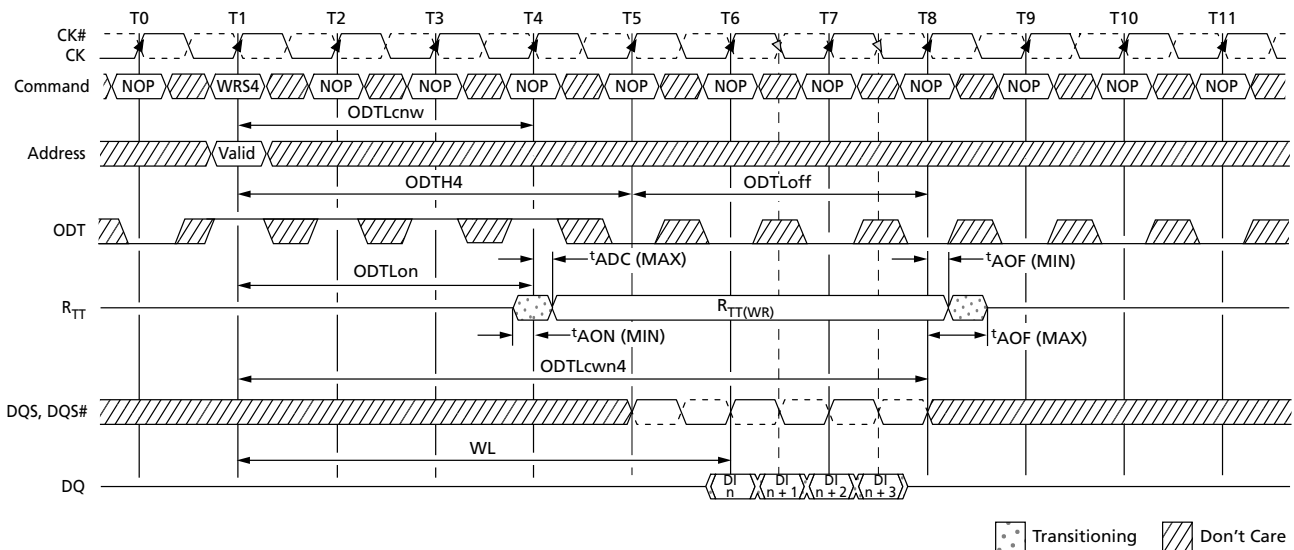 T0 T1 T2 T3 T4 T5 T6 T7 T8 T9 T10 T11
CK#
CK
Command NOP WRS4 NOP NOP NOP NOP NOP NOP NOP NOP NOP NOP
ODTLcnw
Address Valid
ODTH4 ODTLoff
ODT
tADC (MAX) tAOF (MIN)
ODTLon
RTT RTT(WR)
tAON (MIN) tAOF (MAX)
ODTLcwn4
DQS, DQS#
WL
DQ DI n DI n + 1 DI n + 2 DI n + 3
Transitioning Don't Care